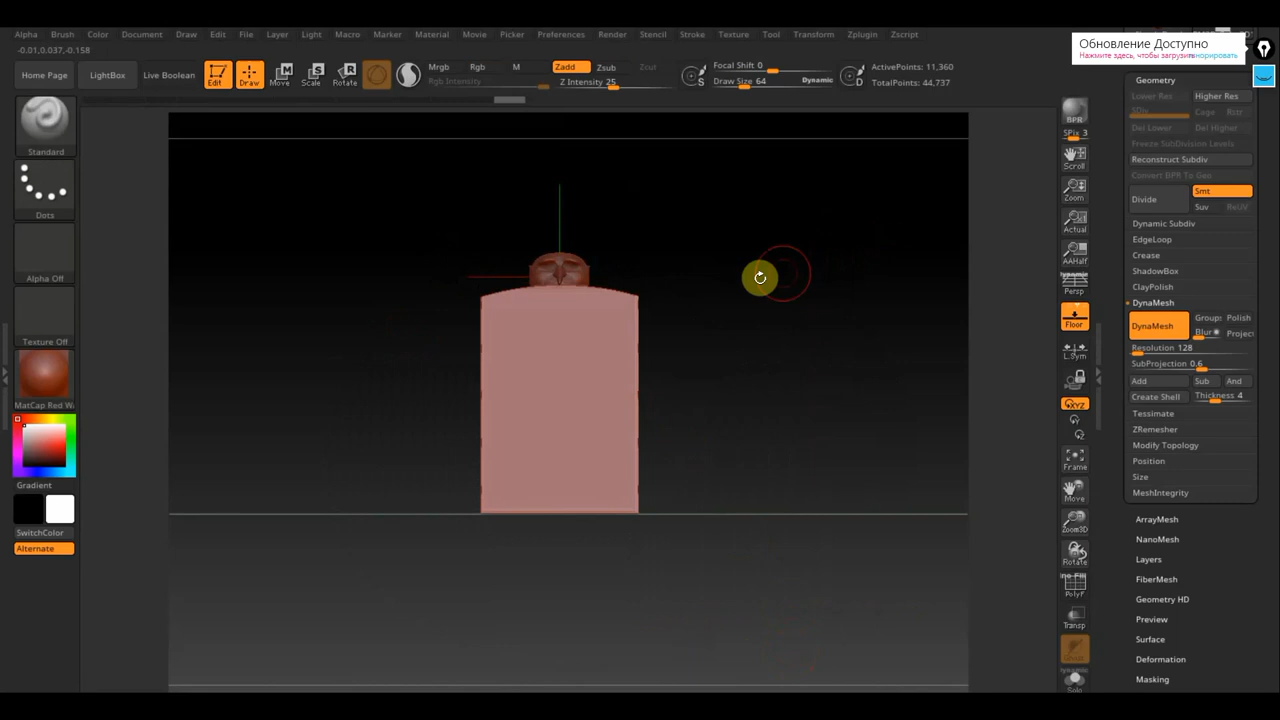 Alpha Brush Color Document Draw Edit File Layer Light Macro Marker Material Movie Picker Preferences Render Stencil Stroke Texture Tool Transform Zplugin Zscript
-0.01,0.037,-0.158
Обновление Доступно
Нажмите здесь, чтобы загрузить
Home Page
LightBox
Live Boolean
Edit
Draw
Move
Scale
Rotate
Mrgb Rgb M
Rgb Intensity
Zadd Zsub Zcut
Z Intensity 25
S
Focal Shift 0
Draw Size 64 Dynamic
D
ActivePoints: 11,360
TotalPoints: 44,737
Standard
Dots
Alpha Off
Texture Off
MatCap Red Wa
Gradient
SwitchColor
Alternate
BPR
SPix 3
Scroll
Zoom
Actual
AAHalf
Dynamic
Persp
Floor
L.Sym
XYZ
Y
Z
Frame
Move
Zoom3D
Rotate
PolyF
Transp
Dynamic
Solo
Geometry
Lower Res Higher Res
SDiv Cage Rstr
Del Lower Del Higher
Freeze SubDivision Levels
Reconstruct Subdiv
Convert BPR To Geo
Divide
Smt
Suv ReUV
Dynamic Subdiv
EdgeLoop
Crease
ShadowBox
ClayPolish
DynaMesh
DynaMesh
Groups Polish
Blur Project
Resolution 128
SubProjection 0.6
Add Sub And
Create Shell Thickness 4
Tessimate
ZRemesher
Modify Topology
Position
Size
MeshIntegrity
ArrayMesh
NanoMesh
Layers
FiberMesh
Geometry HD
Preview
Surface
Deformation
Masking